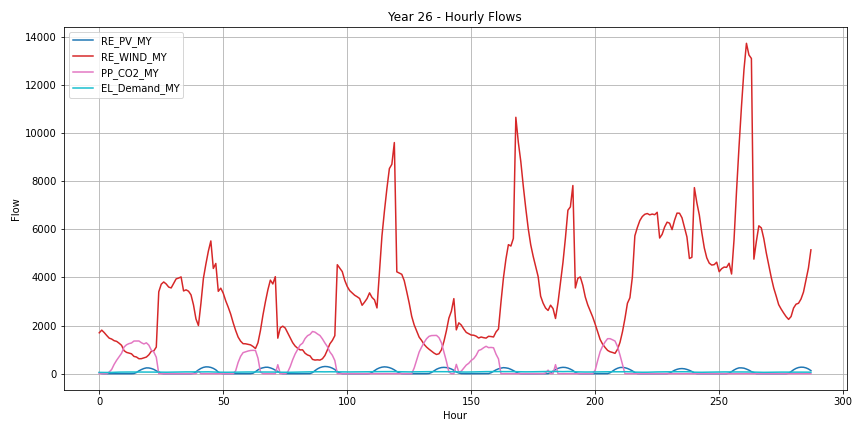 Year 26 - Hourly Flows
RE_PV_MY
RE_WIND_MY
PP_CO2_MY
EL_Demand_MY
14000
12000
10000
8000
6000
4000
2000
0
Flow
0 50 100 150 200 250 300
Hour